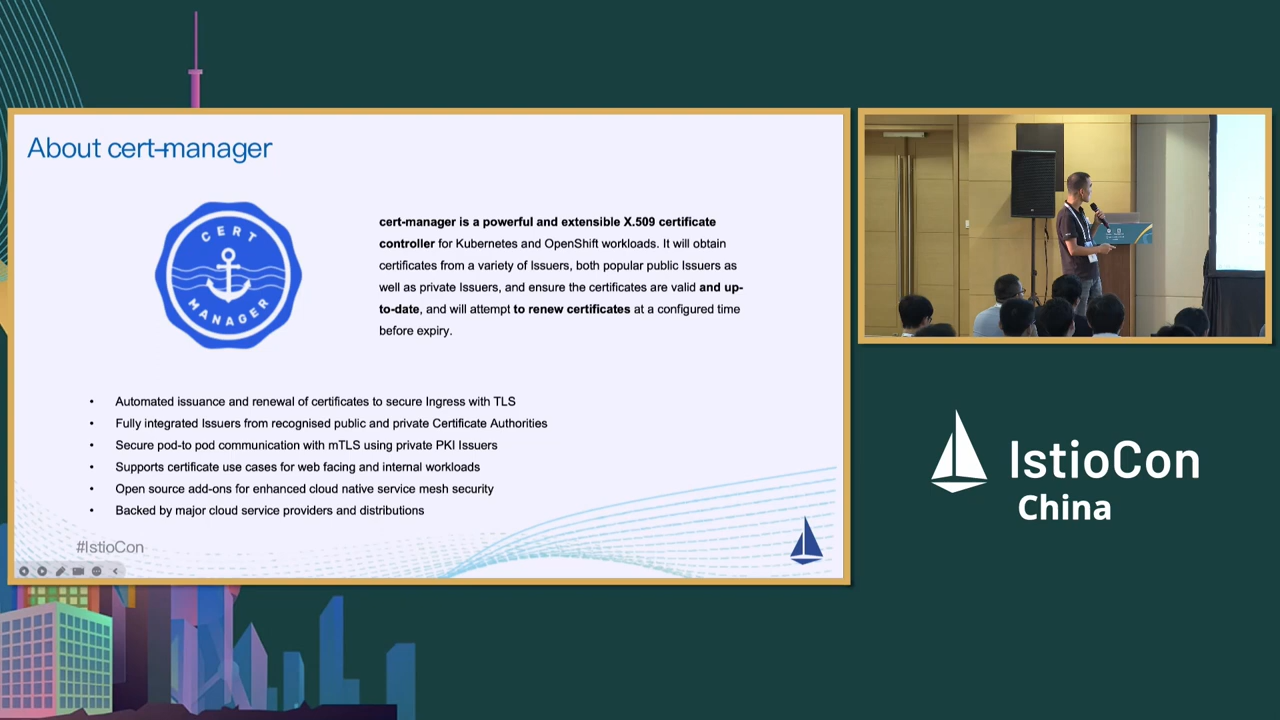 About cert-manager
CERT
MANAGER
cert-manager is a powerful and extensible X.509 certificate
controller for Kubernetes and OpenShift workloads. It will obtain
certificates from a variety of Issuers, both popular public Issuers as
well as private Issuers, and ensure the certificates are valid and up-
to-date, and will attempt to renew certificates at a configured time
before expiry.
• Automated issuance and renewal of certificates to secure Ingress with TLS
• Fully integrated Issuers from recognised public and private Certificate Authorities
• Secure pod-to pod communication with mTLS using private PKI Issuers
• Supports certificate use cases for web facing and internal workloads
• Open source add-ons for enhanced cloud native service mesh security
• Backed by major cloud service providers and distributions
#IstioCon
IstioCon
China